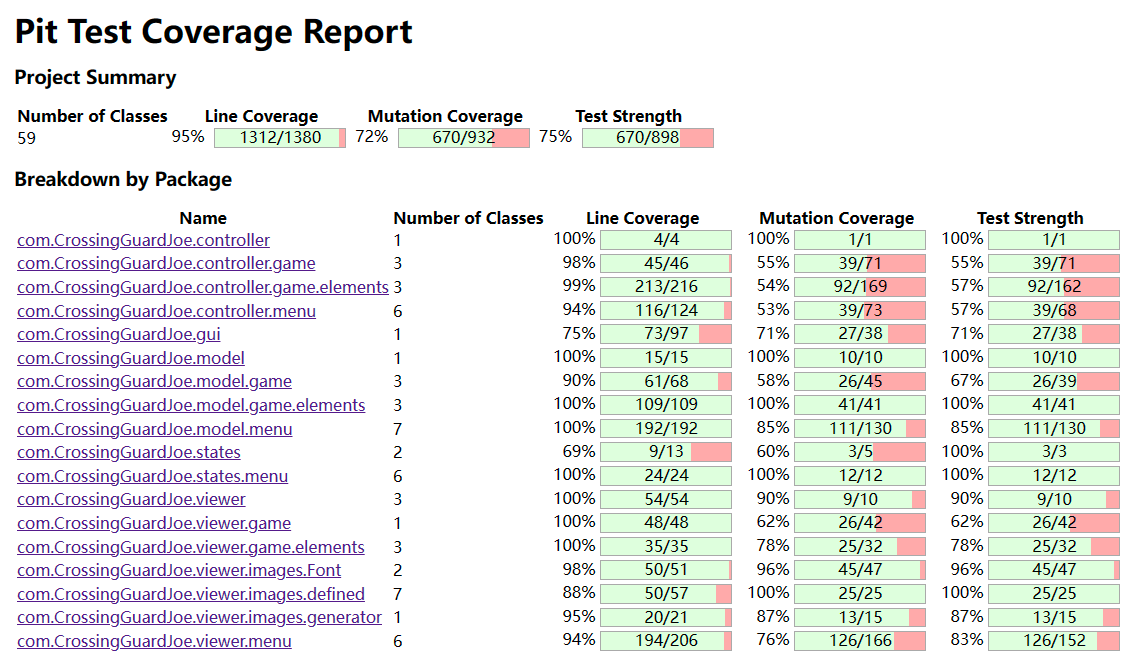 Pit Test Coverage Report
Project Summary
Number of Classes Line Coverage Mutation Coverage Test Strength
59 95% 1312/1380 72% 670/932 75% 670/898
Breakdown by Package
Name Number of Classes Line Coverage Mutation Coverage Test Strength
com.CrossingGuardJoe.controller 1 100% 4/4 100% 1/1 100% 1/1
com.CrossingGuardJoe.controller.game 3 98% 45/46 55% 39/71 55% 39/71
com.CrossingGuardJoe.controller.game.elements 3 99% 213/216 54% 92/169 57% 92/162
com.CrossingGuardJoe.controller.menu 6 94% 116/124 53% 39/73 57% 39/68
com.CrossingGuardJoe.gui 1 75% 73/97 71% 27/38 71% 27/38
com.CrossingGuardJoe.model 1 100% 15/15 100% 10/10 100% 10/10
com.CrossingGuardJoe.model.game 3 90% 61/68 58% 26/45 67% 26/39
com.CrossingGuardJoe.model.game.elements 3 100% 109/109 100% 41/41 100% 41/41
com.CrossingGuardJoe.model.menu 7 100% 192/192 85% 111/130 85% 111/130
com.CrossingGuardJoe.states 2 69% 9/13 60% 3/5 100% 3/3
com.CrossingGuardJoe.states.menu 6 100% 24/24 100% 12/12 100% 12/12
com.CrossingGuardJoe.viewer 3 100% 54/54 90% 9/10 90% 9/10
com.CrossingGuardJoe.viewer.game 1 100% 48/48 62% 26/42 62% 26/42
com.CrossingGuardJoe.viewer.game.elements 3 100% 35/35 78% 25/32 78% 25/32
com.CrossingGuardJoe.viewer.images.Font 2 98% 50/51 96% 45/47 96% 45/47
com.CrossingGuardJoe.viewer.images.defined 7 88% 50/57 100% 25/25 100% 25/25
com.CrossingGuardJoe.viewer.images.generator 1 95% 20/21 87% 13/15 87% 13/15
com.CrossingGuardJoe.viewer.menu 6 94% 194/206 76% 126/166 83% 126/152